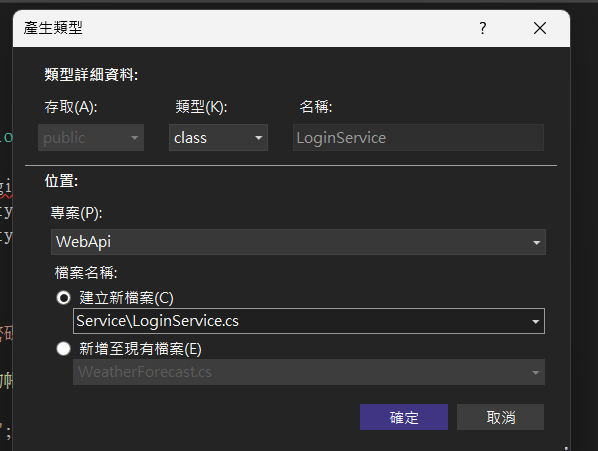 產生類型 ?
類型詳細資料:
存取(A): 類型(K): 名稱:
public class LoginService
位置:
專案(P):
WebApi
檔案名稱:
建立新檔案(C)
Service\LoginService.cs
新增至現有檔案(E)
WeatherForecast.cs
確定 取消